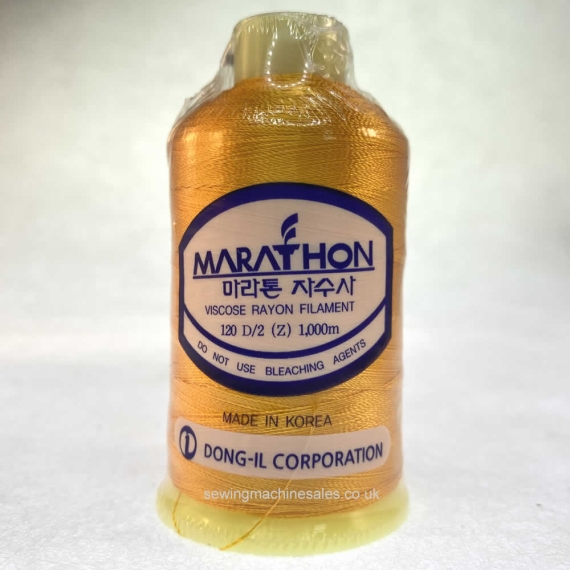 MARATHON
마라톤 자수사
VISCOSE RAYON FILAMENT
120 D/2 (Z) 1,000m
DO NOT USE BLEACHING AGENTS
MADE IN KOREA
DONG-IL CORPORATION
sewingmachinesales.co.uk